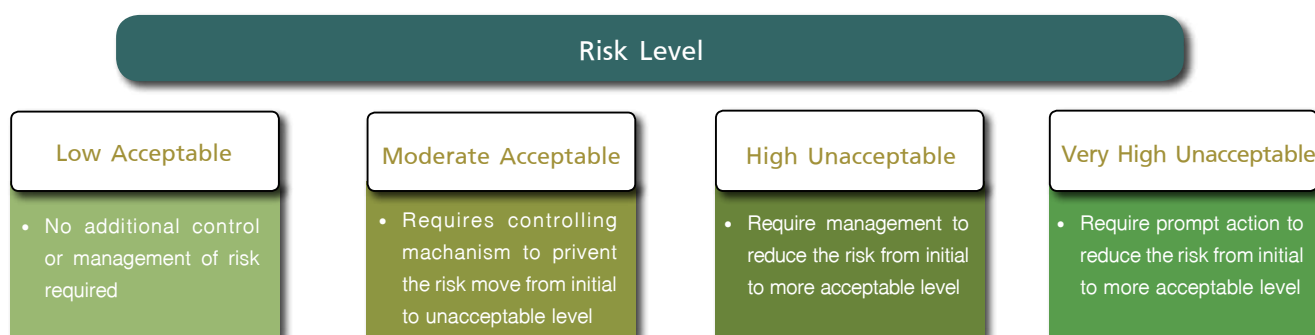 Risk Level
Low Acceptable
• No additional control
or management of risk
required
Moderate Acceptable
• Requires controlling
machanism to privent
the risk move from initial
to unacceptable level
High Unacceptable
• Require management to
reduce the risk from initial
to more acceptable level
Very High Unacceptable
• Require prompt action to
reduce the risk from initial
to more acceptable level